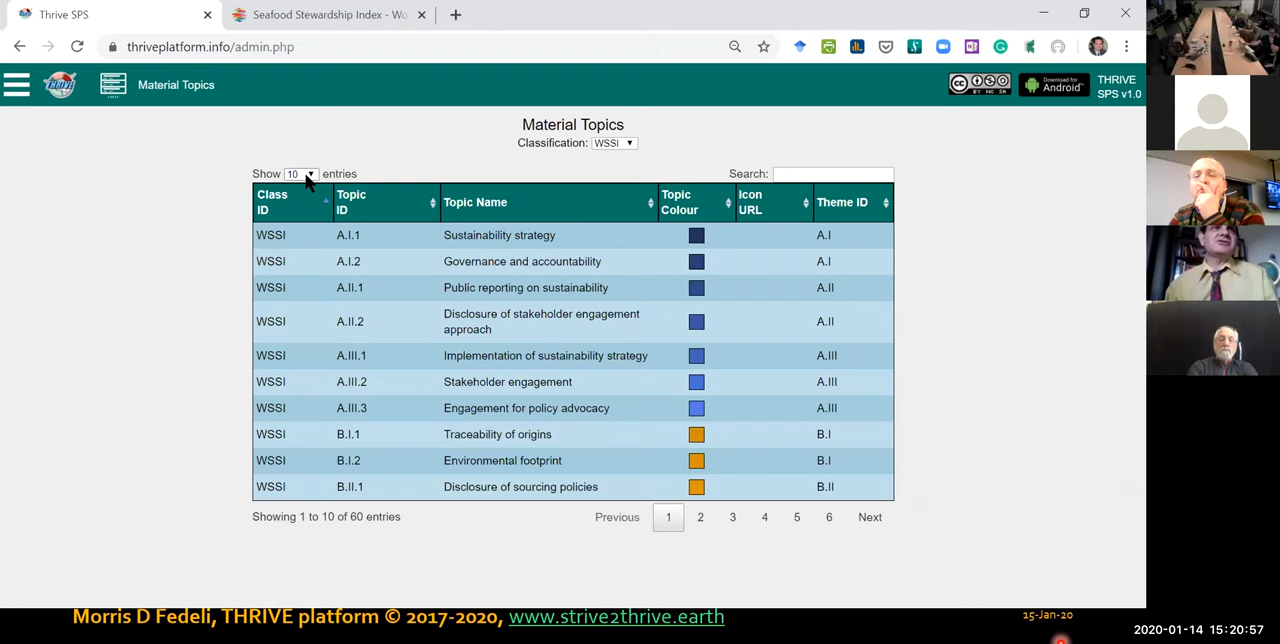 Thrive SPS
Seafood Stewardship Index - Wo
thriveplatform.info/admin.php
THRIVE
Material Topics
Download for
Android
THRIVE
SPS v1.0
BY NC SA
Material Topics
Classification: WSSI
Show 10 entries Search:
Class ID Topic ID Topic Name Topic Colour Icon URL Theme ID
WSSI A.I.1 Sustainability strategy A.I
WSSI A.I.2 Governance and accountability A.I
WSSI A.II.1 Public reporting on sustainability A.II
WSSI A.II.2 Disclosure of stakeholder engagement approach A.II
WSSI A.III.1 Implementation of sustainability strategy A.III
WSSI A.III.2 Stakeholder engagement A.III
WSSI A.III.3 Engagement for policy advocacy A.III
WSSI B.I.1 Traceability of origins B.I
WSSI B.I.2 Environmental footprint B.I
WSSI B.II.1 Disclosure of sourcing policies B.II
Showing 1 to 10 of 60 entries Previous 1 2 3 4 5 6 Next
Morris D Fedeli, THRIVE platform © 2017-2020, www.strive2thrive.earth
15-Jan-20
2020-01-14 15:20:57